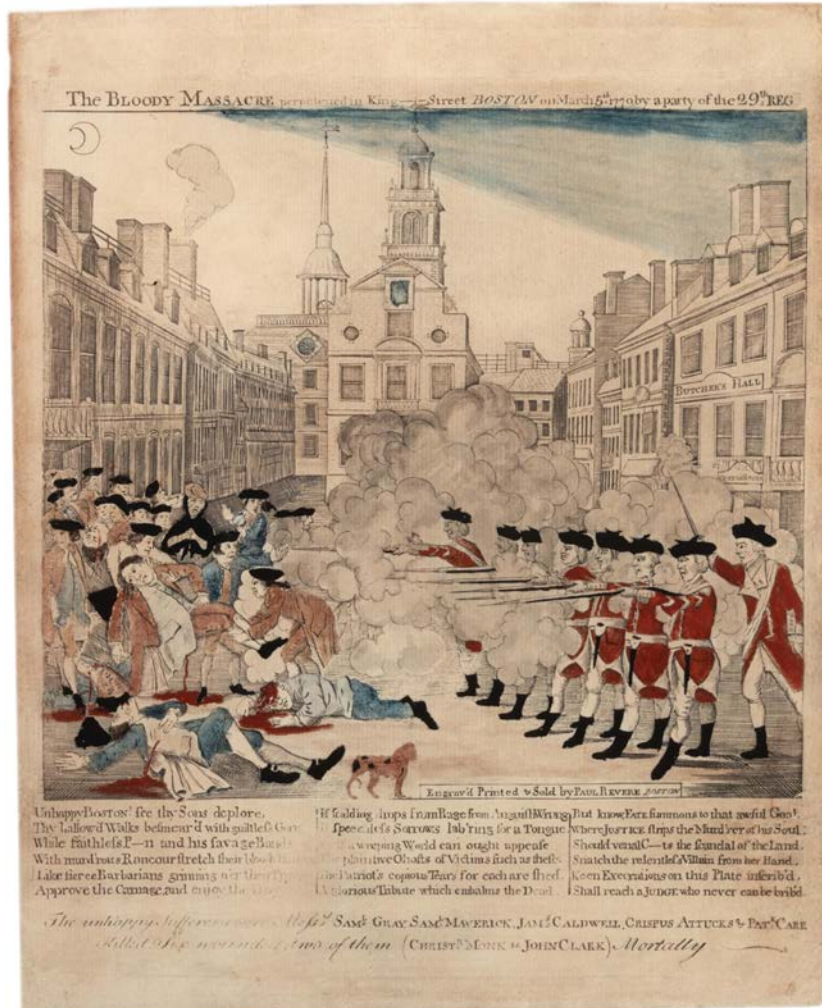 The BLOODY MASSACRE perpetrated in King Street BOSTON on March 5th 1770 by a party of the 29th REG
BUTCHER'S HALL
Engrav'd Printed & Sold by PAUL REVERE BOSTON
Unhappy BOSTON! see thy Sons deplore,
Thy hallow'd Walks besmear'd with guiltless Gore
While faithless P—n and his savage Bands
With murd'rous Rancour stretch their bloody
Like fierce Barbarians grinning o'er their
Approve the Carnage, and enjoy the
If scalding drops from Rage from Anguish Wrung
If speechless Sorrows lab'ring for a Tongue
a weeping World can ought appease
plaintive Ghosts of Victims such as these
the Patriot's copious Tears for each are shed
A glorious Tribute which embalms the Dead
But know, FATE summons to that awful Goal
Where JUSTICE strips the Murd'rer of his Soul
Should venal C—ts the scandal of the Land
Snatch the relentless Villain from her Hand
Keen Execrations on this Plate inscrib'd
Shall reach a JUDGE who never can be brib'd
The unhappy Sufferers were Messrs SAML GRAY SAML MAVERICK, JAMS CALDWELL, CRISPUS ATTUCKS & PATK CARR
Killed Six wounded two of them (CHRISTR MONK & JOHN CLARK) Mortally